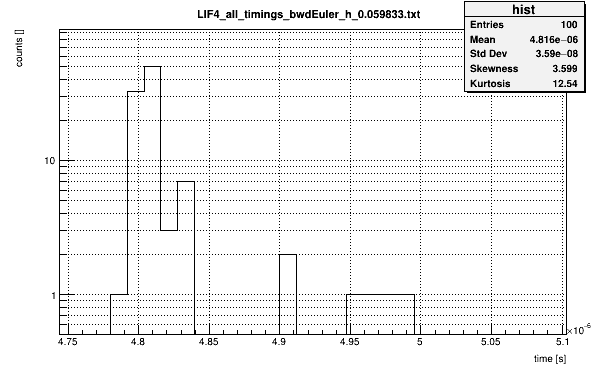 LIF4_all_timings_bwdEuler_h_0.059833.txt
hist
Entries 100
Mean 4.816e−06
Std Dev 3.59e−08
Skewness 3.599
Kurtosis 12.54
counts []
10
1
4.75 4.8 4.85 4.9 4.95 5 5.05 5.1
×10⁻⁶
time [s]